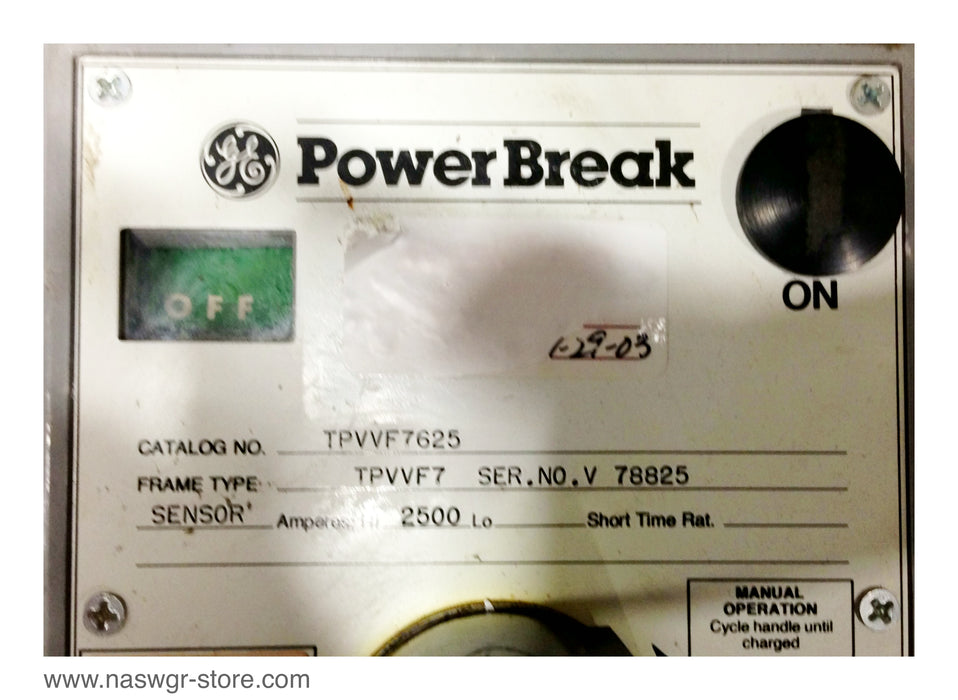 GE PowerBreak
OFF
ON
1-29-03
CATALOG NO. TPVVF7625
FRAME TYPE TPVVF7 SER.NO.V 78825
SENSOR Amperes Hi 2500 Lo Short Time Rat.
MANUAL
OPERATION
Cycle handle until
charged
www.naswgr-store.com